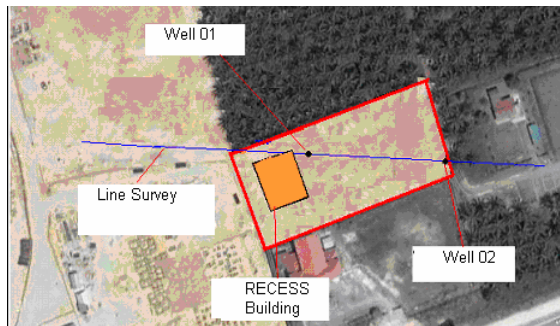 Well 01
Line Survey
Well 02
RECESS
Building